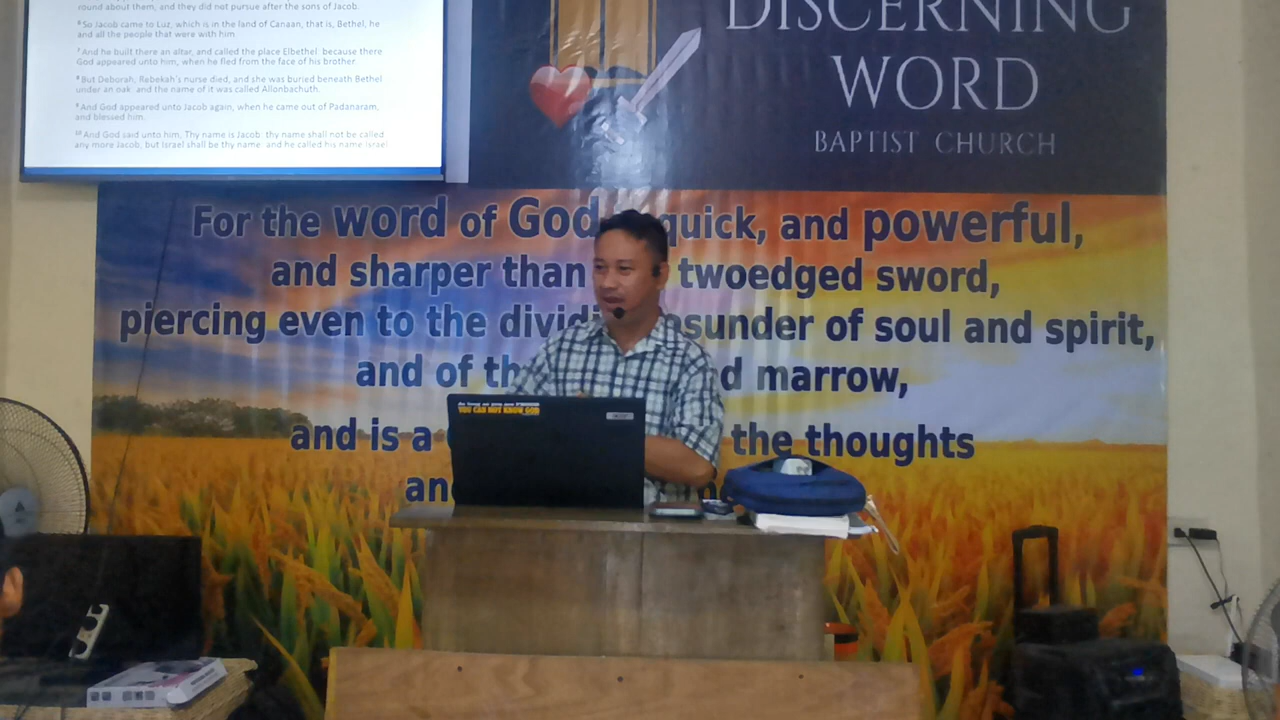 round about them, and they did not pursue after the sons of Jacob.
6 So Jacob came to Luz, which is in the land of Canaan, that is, Bethel, he
and all the people that were with him.
7 And he built there an altar, and called the place Elbethel: because there
God appeared unto him, when he fled from the face of his brother.
8 But Deborah, Rebekah's nurse died, and she was buried beneath Bethel
under an oak: and the name of it was called Allonbachuth.
9 And God appeared unto Jacob again, when he came out of Padanaram,
and blessed him.
10 And God said unto him, Thy name is Jacob: thy name shall not be called
any more Jacob, but Israel shall be thy name: and he called his name Israel.
DISCERNING
WORD
BAPTIST CHURCH
For the word of God quick, and powerful,
and sharper than twoedged sword,
piercing even to the dividi asunder of soul and spirit,
and of th d marrow,
and is a the thoughts
an
YOU CAN NOT KNOW GOD